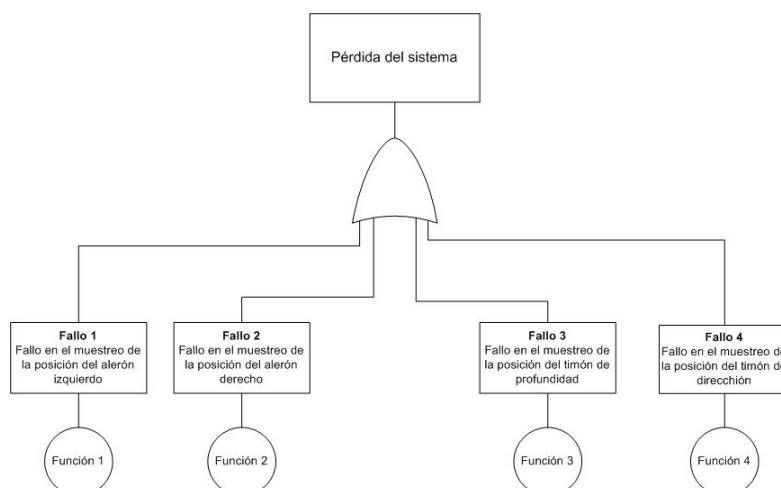 Pérdida del sistema
Fallo 1
Fallo en el muestreo de
la posición del alerón
izquierdo
Fallo 2
Fallo en el muestreo de
la posición del alerón
derecho
Fallo 3
Fallo en el muestreo de
la posición del timón de
profundidad
Fallo 4
Fallo en el muestreo de
la posición del timón de
direcchión
Función 1
Función 2
Función 3
Función 4